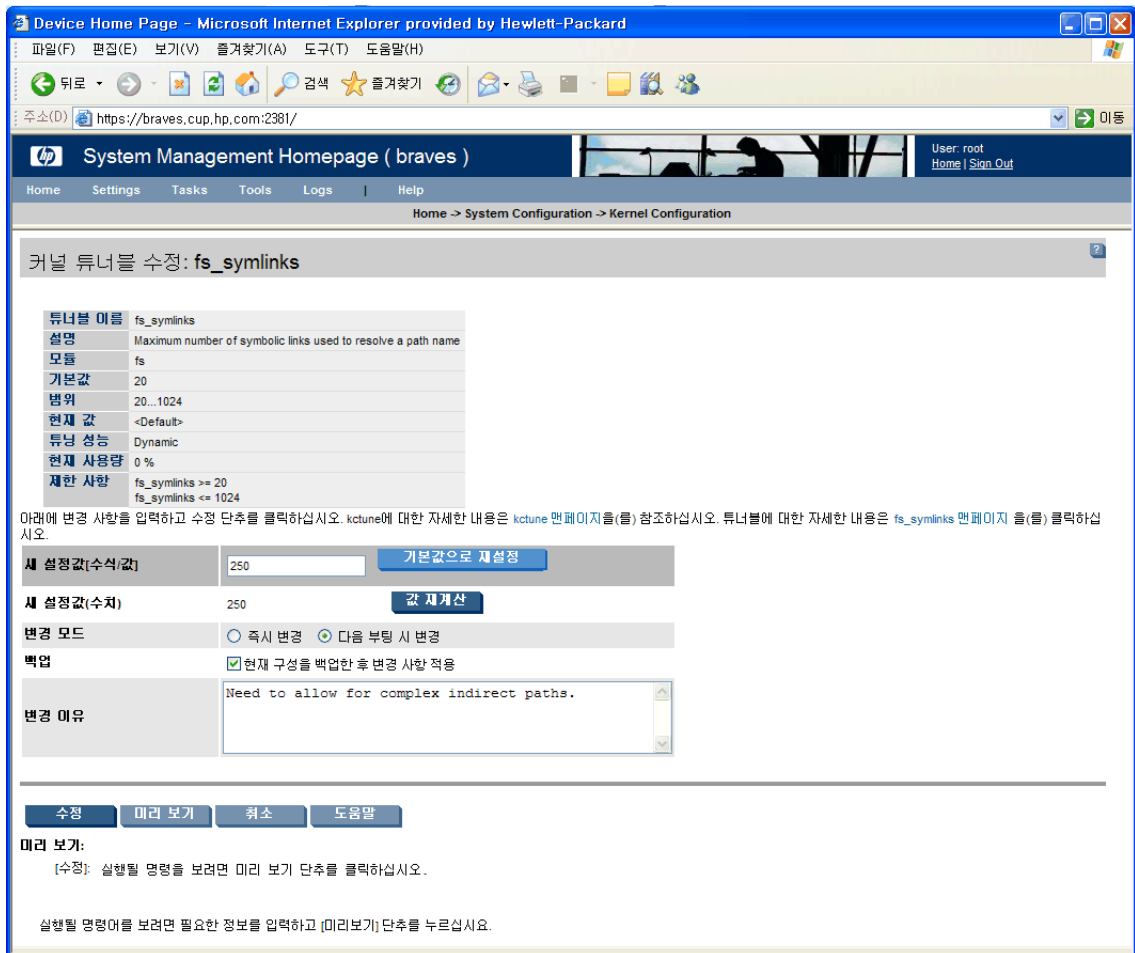 Device Home Page - Microsoft Internet Explorer provided by Hewlett-Packard
파일(F) 편집(E) 보기(V) 즐겨찾기(A) 도구(T) 도움말(H)
뒤로 검색 즐겨찾기
주소(D) https://braves.cup.hp.com:2381/ 이동
hp System Management Homepage ( braves )
User: root
Home | Sign Out
Home Settings Tasks Tools Logs | Help
Home -> System Configuration -> Kernel Configuration
커널 튜너블 수정: fs_symlinks ?
튜너블 이름 fs_symlinks
설명 Maximum number of symbolic links used to resolve a path name
모듈 fs
기본값 20
범위 20...1024
현재 값 <Default>
튜닝 성능 Dynamic
현재 사용량 0 %
제한 사항 fs_symlinks >= 20
fs_symlinks <= 1024
아래에 변경 사항을 입력하고 수정 단추를 클릭하십시오. kctune에 대한 자세한 내용은 kctune 맨페이지을(를) 참조하십시오. 튜너블에 대한 자세한 내용은 fs_symlinks 맨페이지 을(를) 클릭하십
시오.
새 설정값[수식/값] 250 기본값으로 재설정
새 설정값(수치) 250 값 재계산
변경 모드 즉시 변경 다음 부팅 시 변경
백업 현재 구성을 백업한 후 변경 사항 적용
변경 이유 Need to allow for complex indirect paths.
수정 미리 보기 취소 도움말
미리 보기:
[수정]: 실행될 명령을 보려면 미리 보기 단추를 클릭하십시오.
실행될 명령어를 보려면 필요한 정보를 입력하고 [미리보기] 단추를 누르십시요.